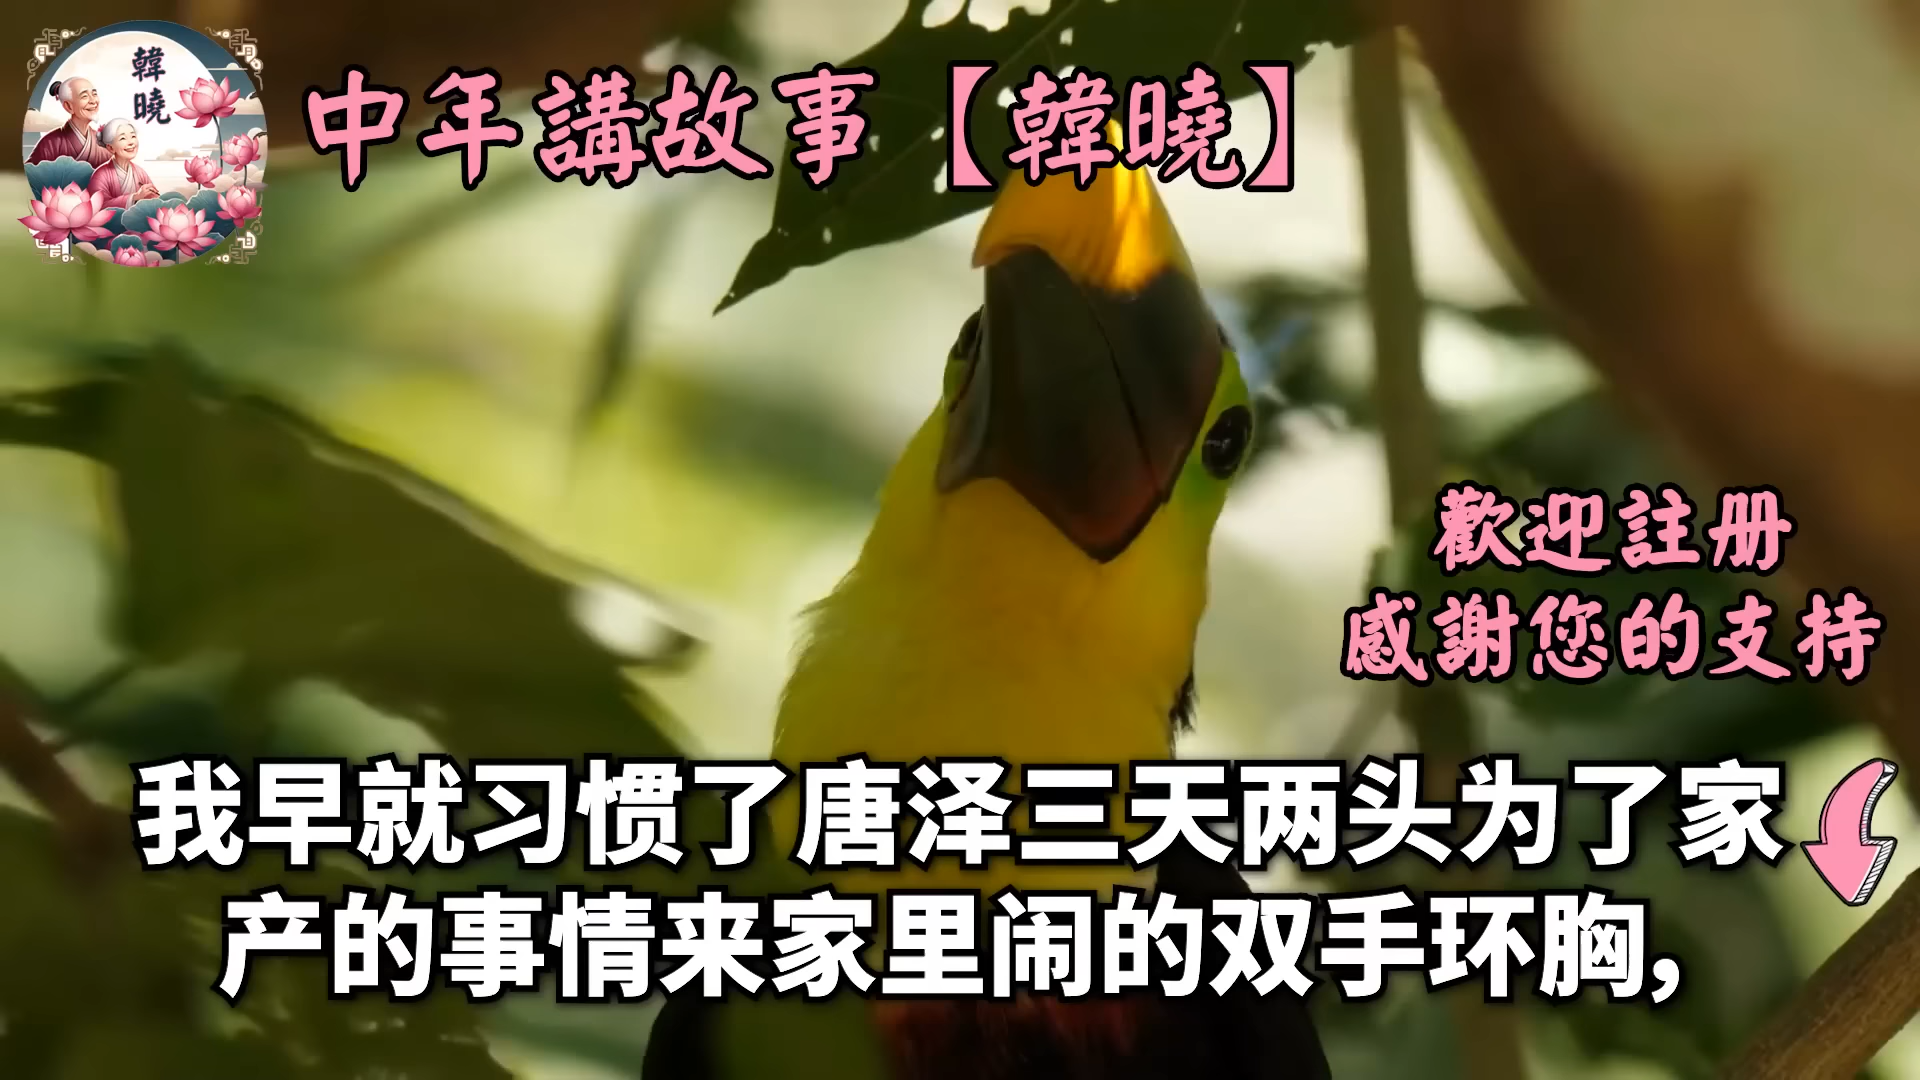 韓
曉
中年講故事【韓曉】
歡迎註册
感謝您的支持
我早就习惯了唐泽三天两头为了家
产的事情来家里闹的双手环胸,